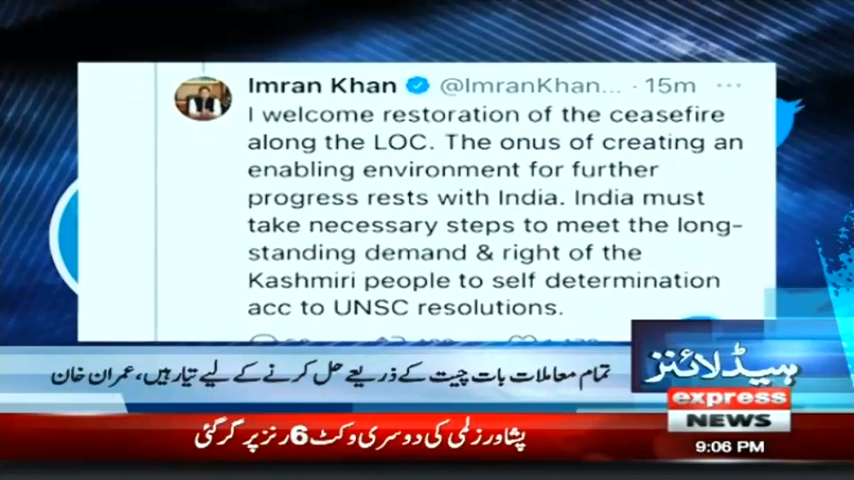 Imran Khan @ImranKhan... · 15m ...
I welcome restoration of the ceasefire
along the LOC. The onus of creating an
enabling environment for further
progress rests with India. India must
take necessary steps to meet the long-
standing demand & right of the
Kashmiri people to self determination
acc to UNSC resolutions.
ہیڈلائنز
تمام معاملات بات چیت کے ذریعے حل کرنے کے لیے تیار ہیں، عمران خان
express
NEWS
پشاور زلمی کی دوسری وکٹ 6 رنز پر گر گئی
9:06 PM